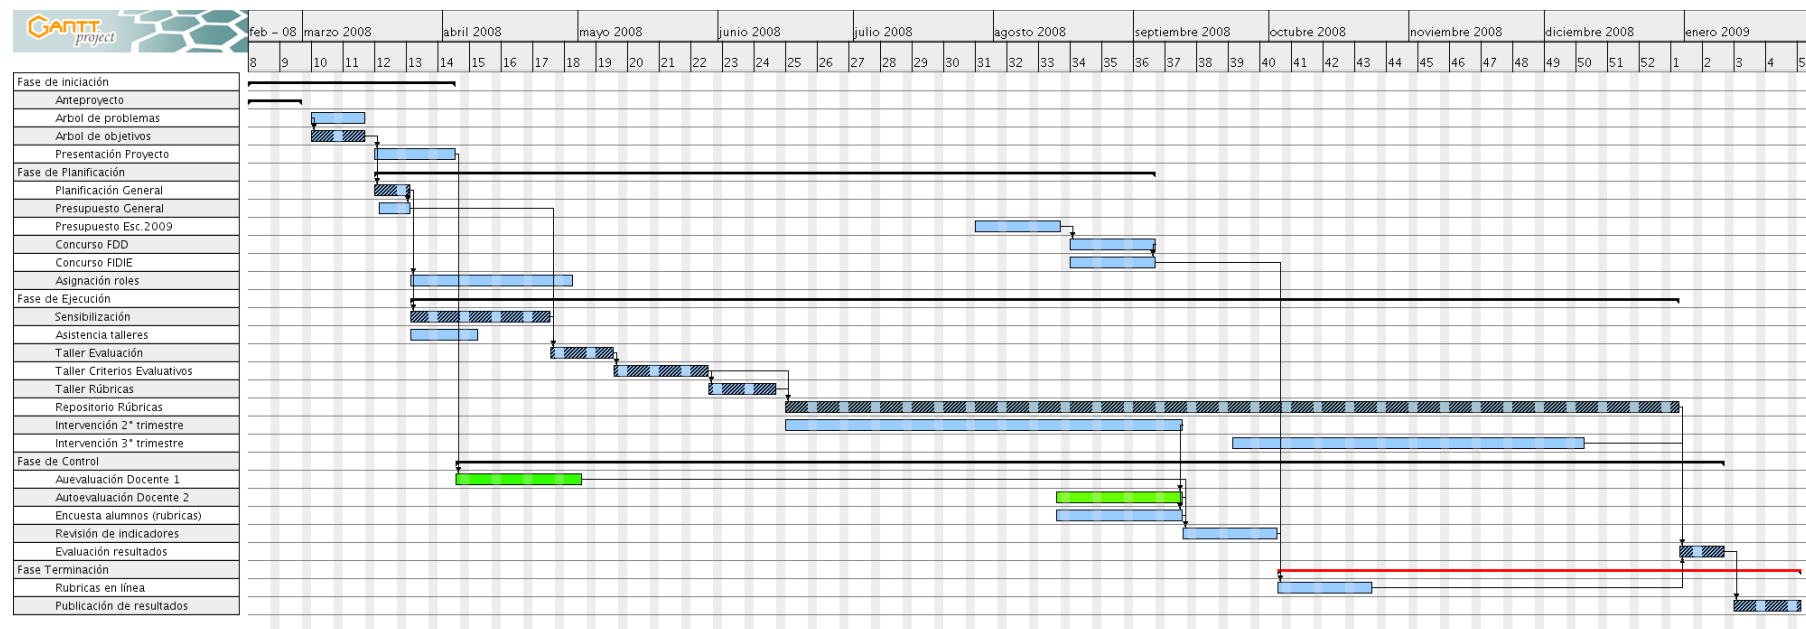 GANTT
project
feb - 08 marzo 2008 abril 2008 mayo 2008 junio 2008 julio 2008 agosto 2008 septiembre 2008 octubre 2008 noviembre 2008 diciembre 2008 enero 2009
8 9 10 11 12 13 14 15 16 17 18 19 20 21 22 23 24 25 26 27 28 29 30 31 32 33 34 35 36 37 38 39 40 41 42 43 44 45 46 47 48 49 50 51 52 1 2 3 4 5
Fase de iniciación
Anteproyecto
Arbol de problemas
Arbol de objetivos
Presentación Proyecto
Fase de Planificación
Planificación General
Presupuesto General
Presupuesto Esc.2009
Concurso FDD
Concurso FIDIE
Asignación roles
Fase de Ejecución
Sensibilización
Asistencia talleres
Taller Evaluación
Taller Criterios Evaluativos
Taller Rúbricas
Repositorio Rúbricas
Intervención 2° trimestre
Intervención 3° trimestre
Fase de Control
Auevaluación Docente 1
Autoevaluación Docente 2
Encuesta alumnos (rubricas)
Revisión de indicadores
Evaluación resultados
Fase Terminación
Rubricas en línea
Publicación de resultados